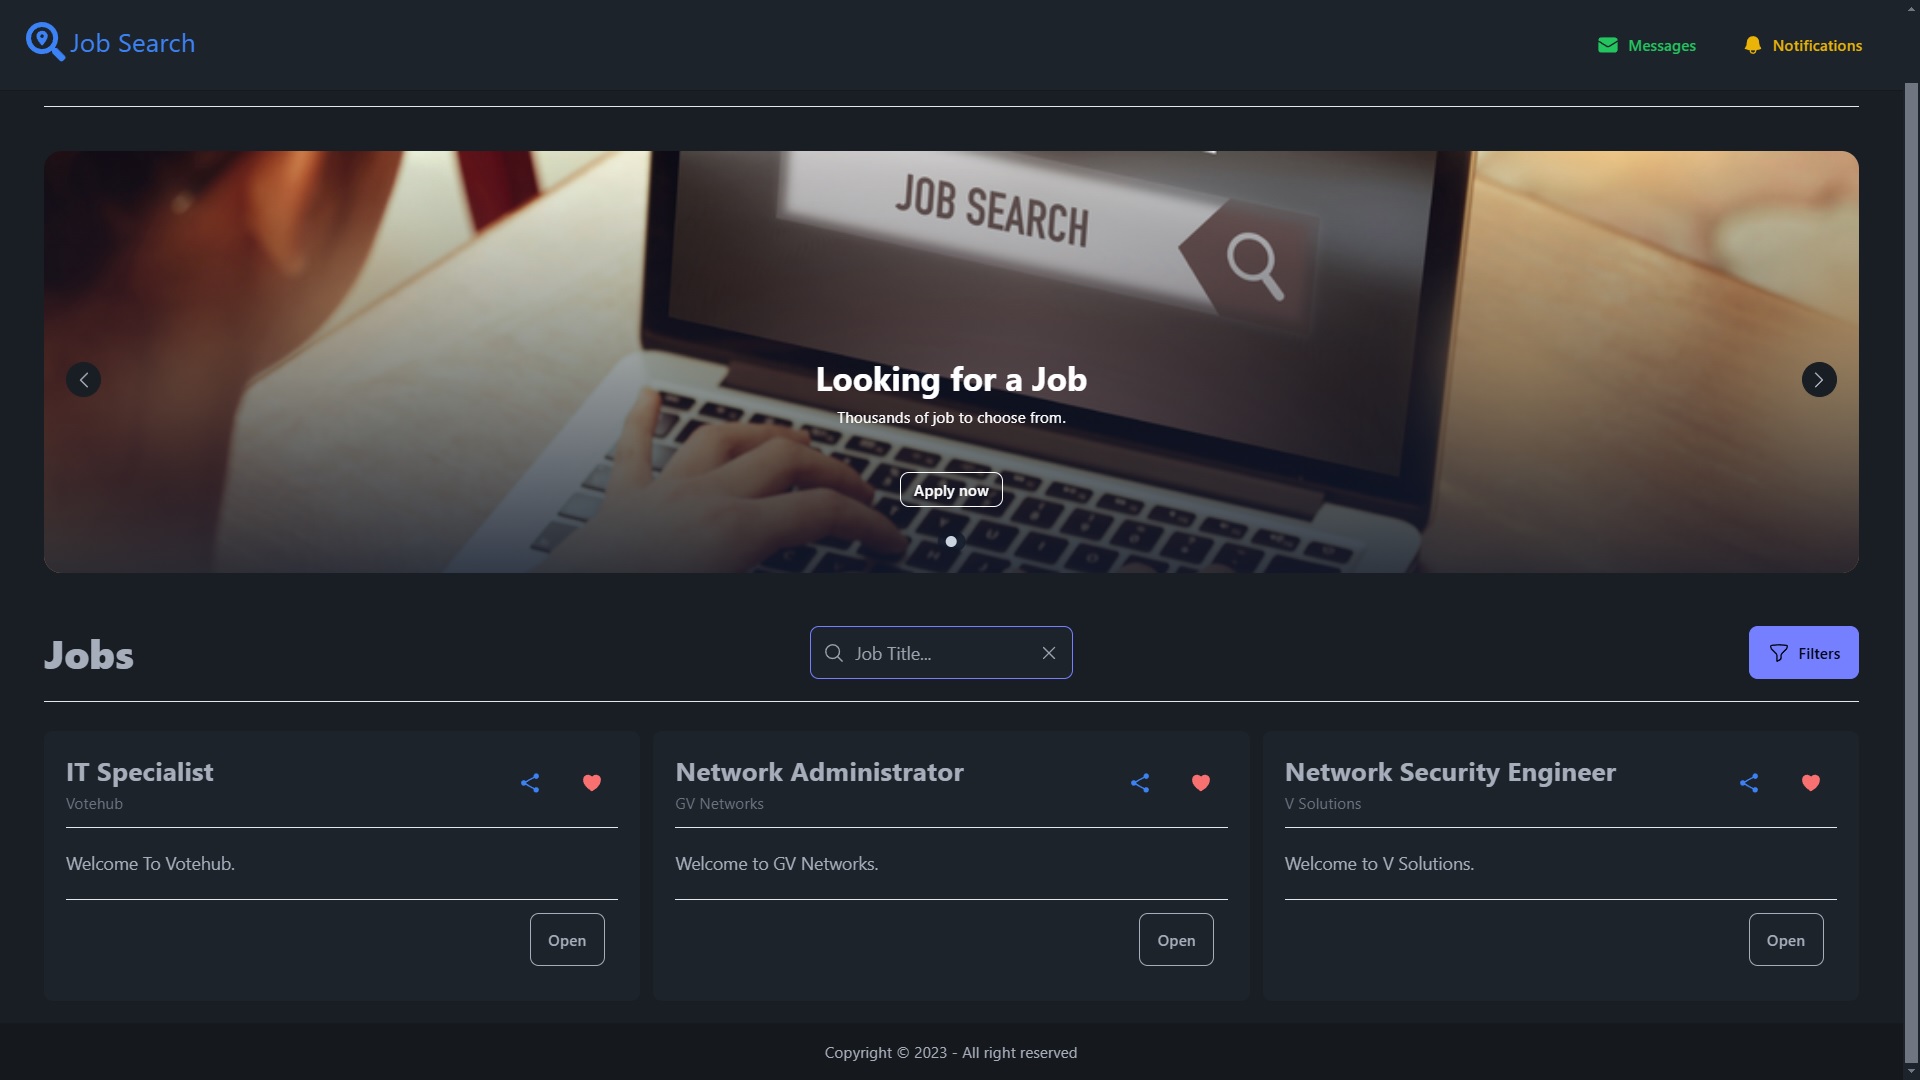 Job Search
Messages
Notifications
JOB SEARCH
Looking for a Job
Thousands of job to choose from.
Apply now
Jobs
Job Title...
Filters
IT Specialist
Votehub
Welcome To Votehub.
Open
Network Administrator
GV Networks
Welcome to GV Networks.
Open
Network Security Engineer
V Solutions
Welcome to V Solutions.
Open
Copyright © 2023 - All right reserved